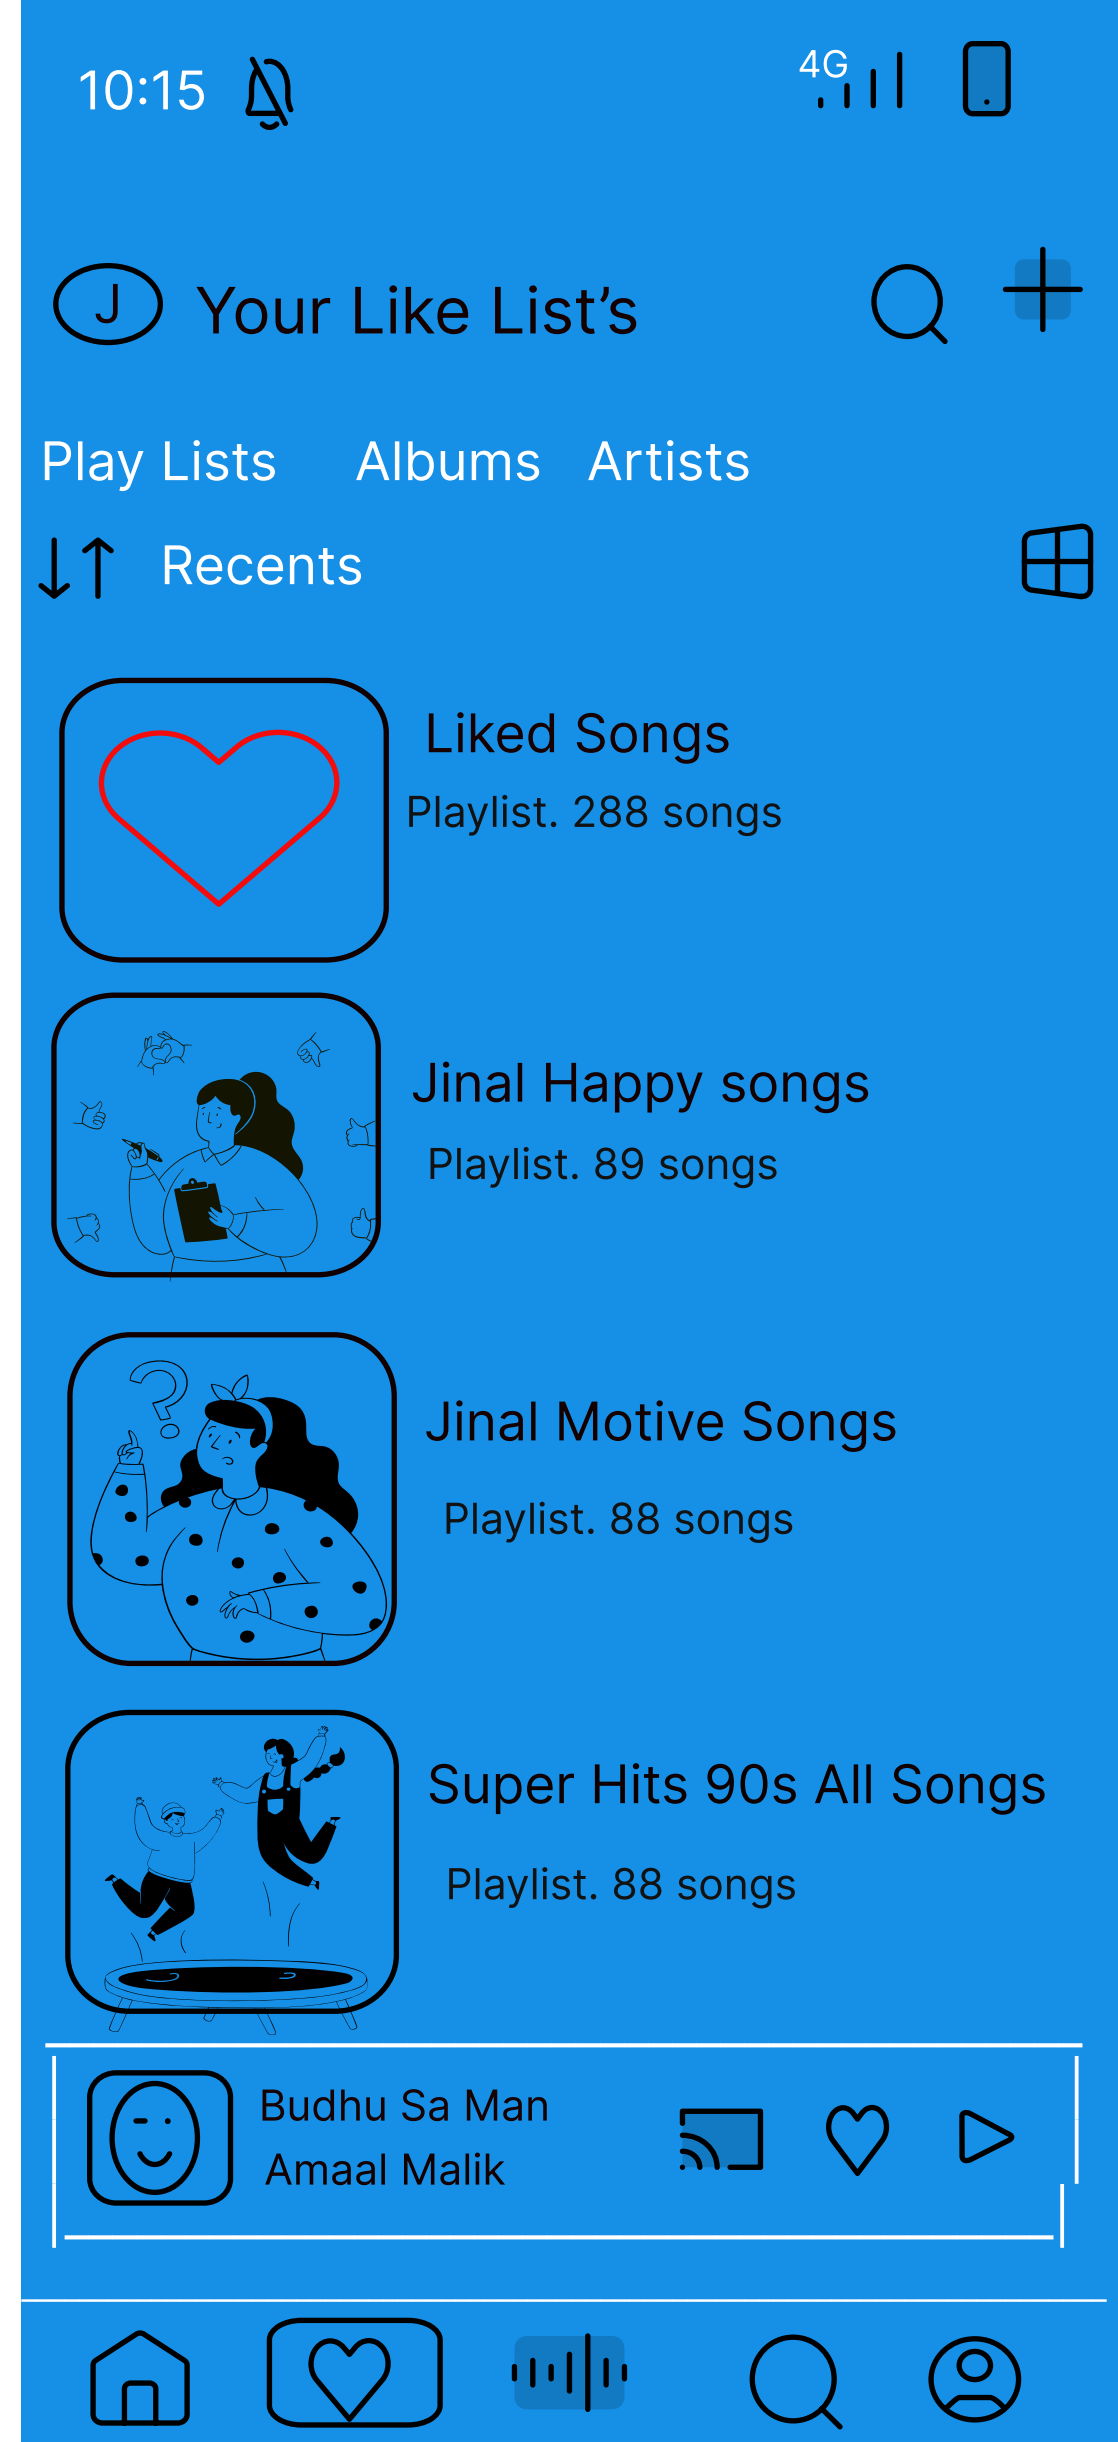 10:15
4G
J
Your Like List’s
Play Lists Albums Artists
Recents
Liked Songs
Playlist. 288 songs
Jinal Happy songs
Playlist. 89 songs
?
Jinal Motive Songs
Playlist. 88 songs
Super Hits 90s All Songs
Playlist. 88 songs
Budhu Sa Man
Amaal Malik